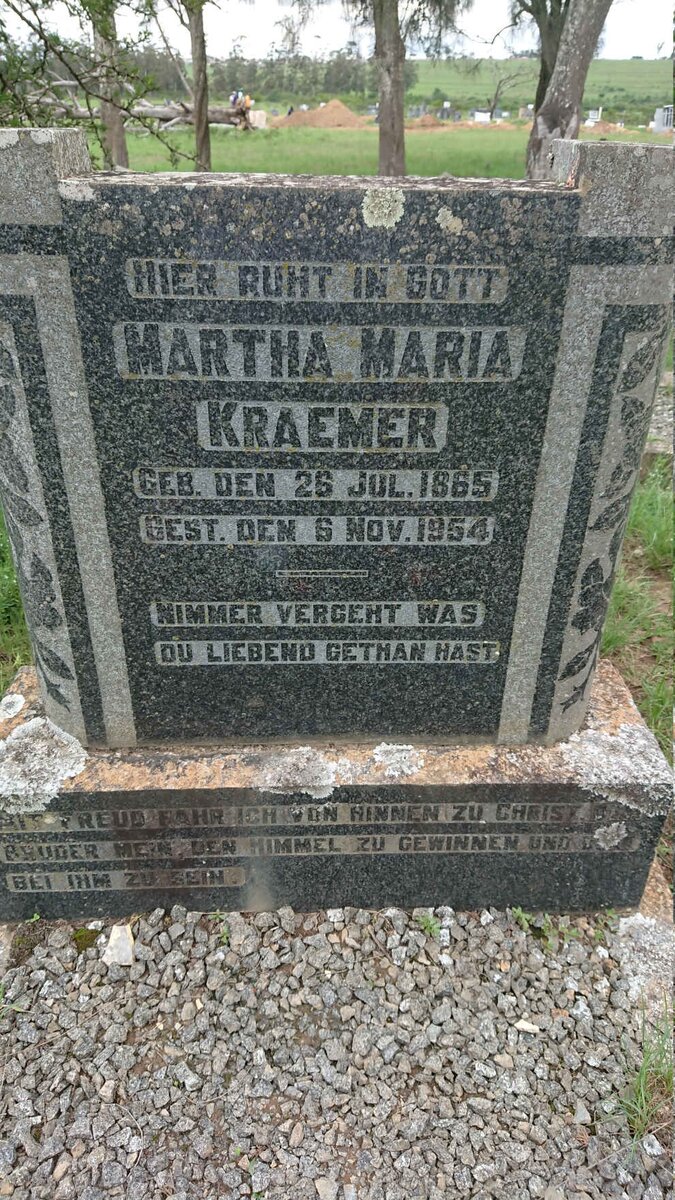 HIER RUHT IN GOTT
MARTHA MARIA
KRAEMER
GEB. DEN 26 JUL. 1865
GEST. DEN 6 NOV. 1954
NIMMER VERGEHT WAS
DU LIEBEND GETHAN HAST
MIT FREUD FAHR ICH VON HINNEN ZU CHRIST
BRUDER MEIN, DEN HIMMEL ZU GEWINNEN UND
BEI IHM ZU SEIN.